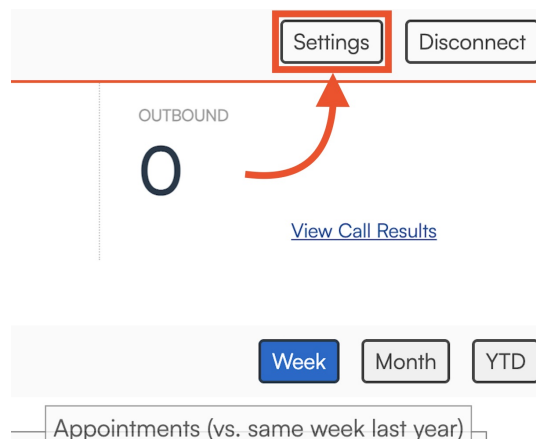 Settings Disconnect
OUTBOUND
0
View Call Results
Week Month YTD
Appointments (vs. same week last year)